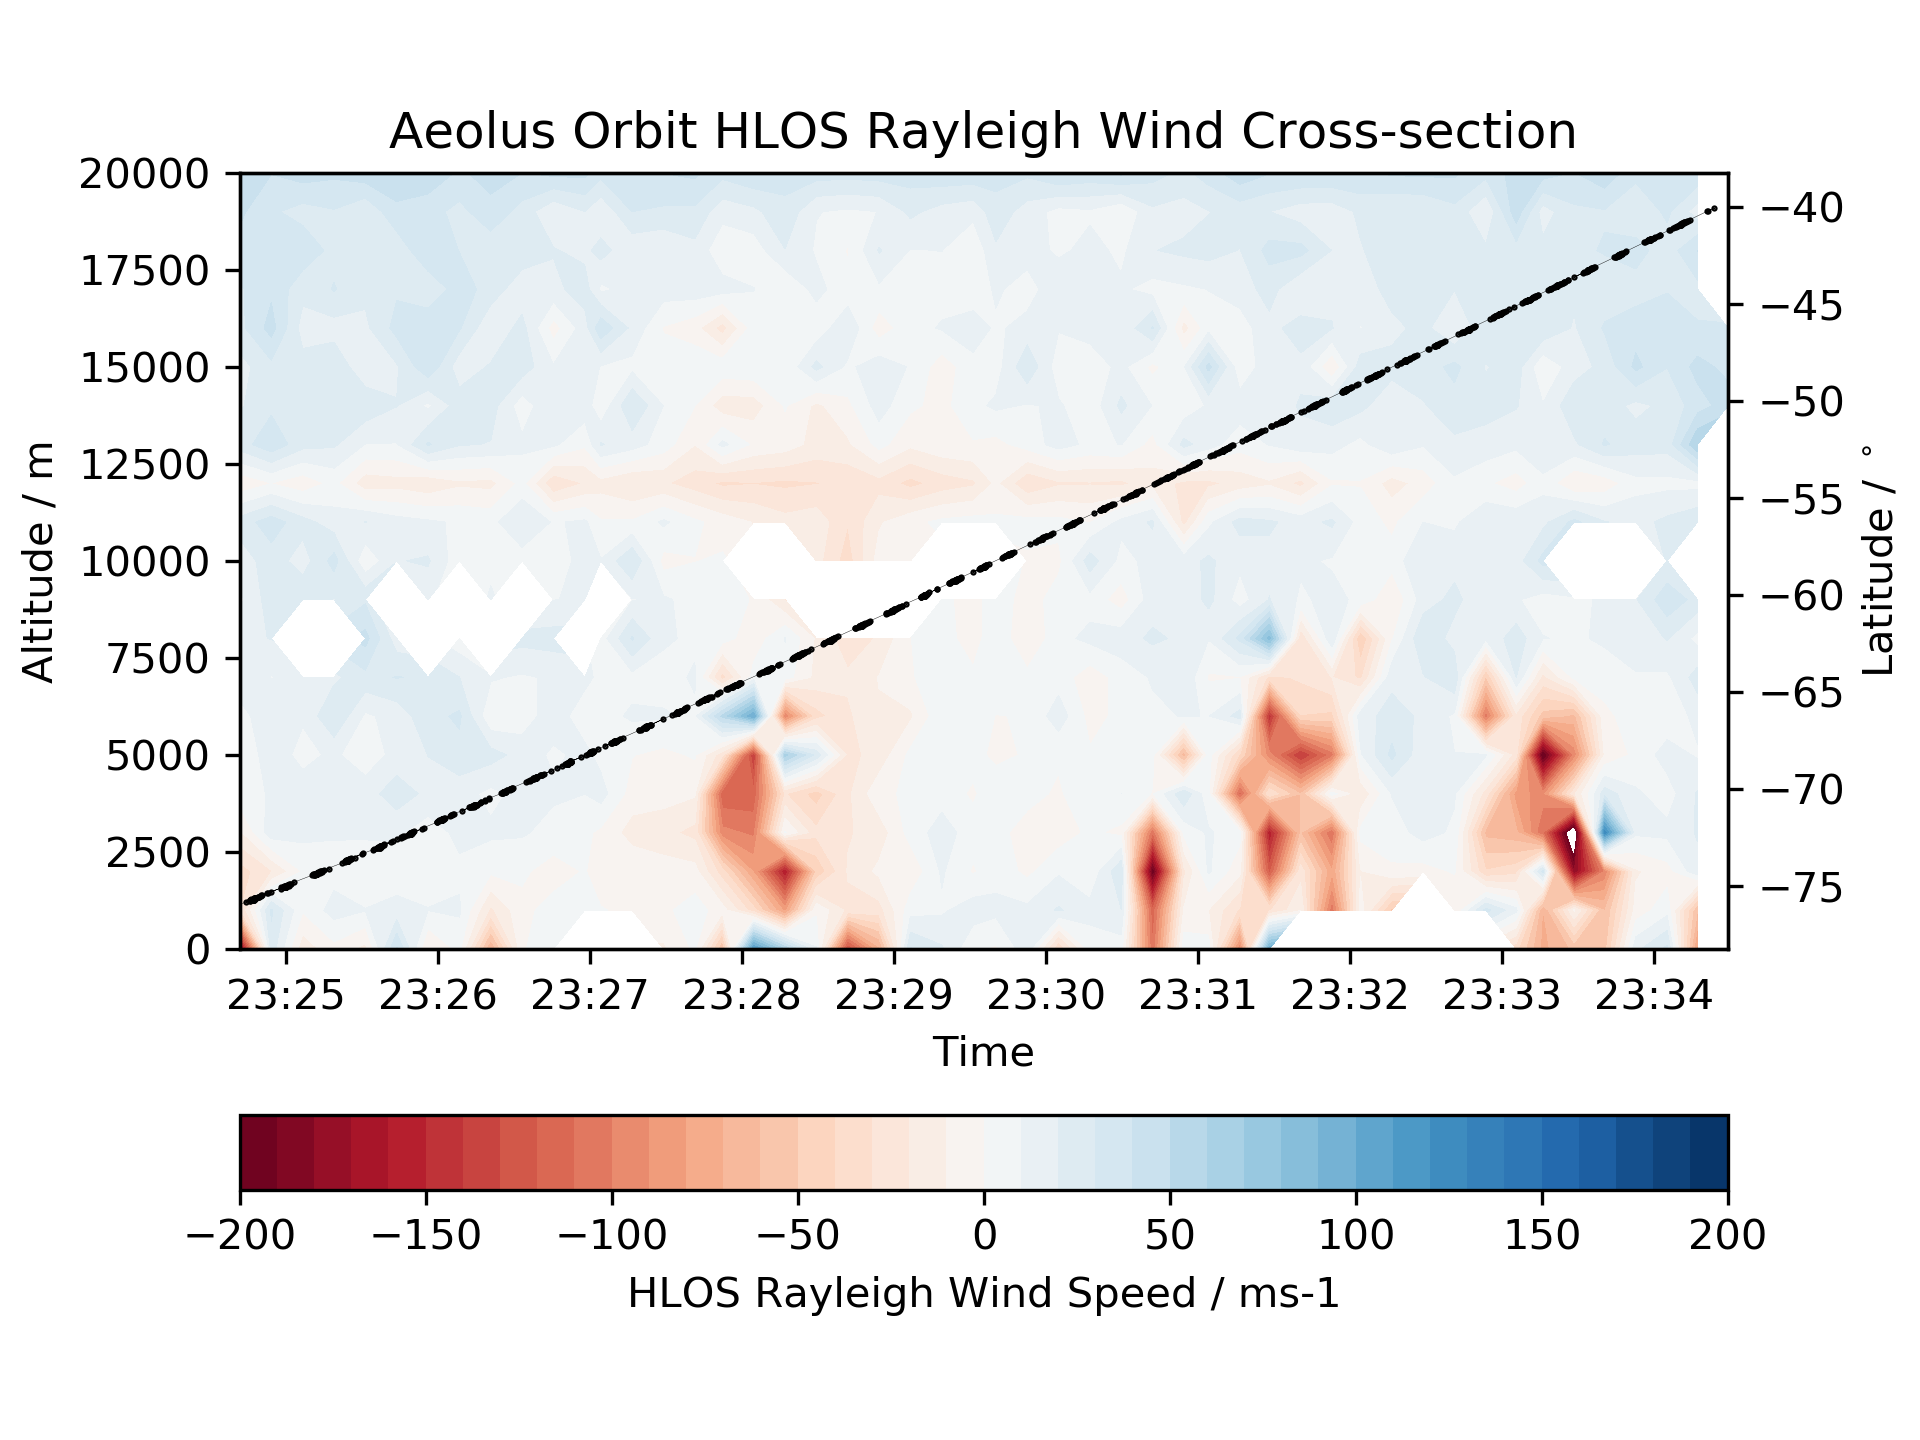 Aeolus Orbit HLOS Rayleigh Wind Cross-section
20000
17500
15000
12500
10000
7500
5000
2500
0
Altitude / m
−40
−45
−50
−55
−60
−65
−70
−75
Latitude / °
23:25 23:26 23:27 23:28 23:29 23:30 23:31 23:32 23:33 23:34
Time
−200 −150 −100 −50 0 50 100 150 200
HLOS Rayleigh Wind Speed / ms-1